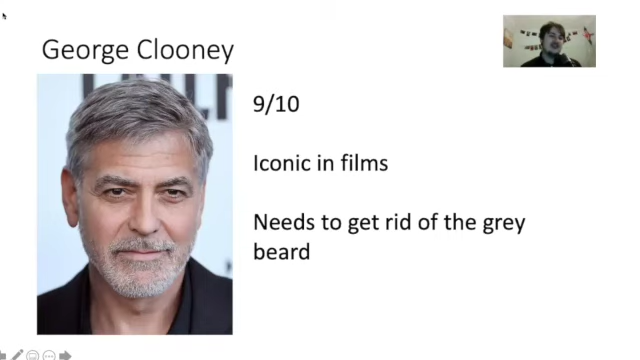 George Clooney
9/10
Iconic in films
Needs to get rid of the grey
beard